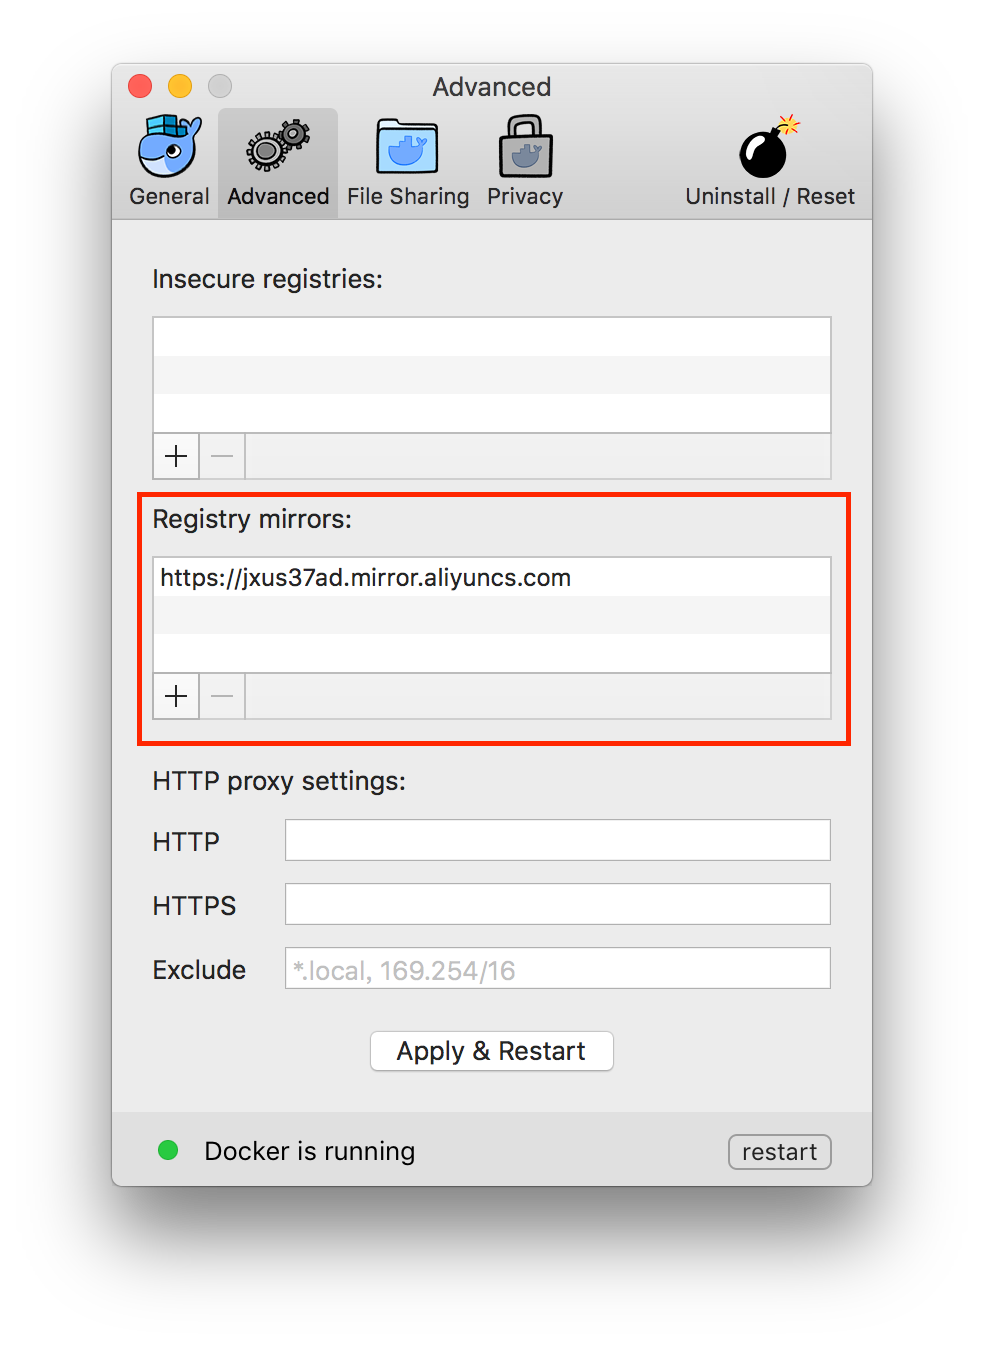 Advanced
General Advanced File Sharing Privacy Uninstall / Reset
Insecure registries:
Registry mirrors:
https://jxus37ad.mirror.aliyuncs.com
HTTP proxy settings:
HTTP
HTTPS
Exclude *.local, 169.254/16
Apply & Restart
Docker is running restart